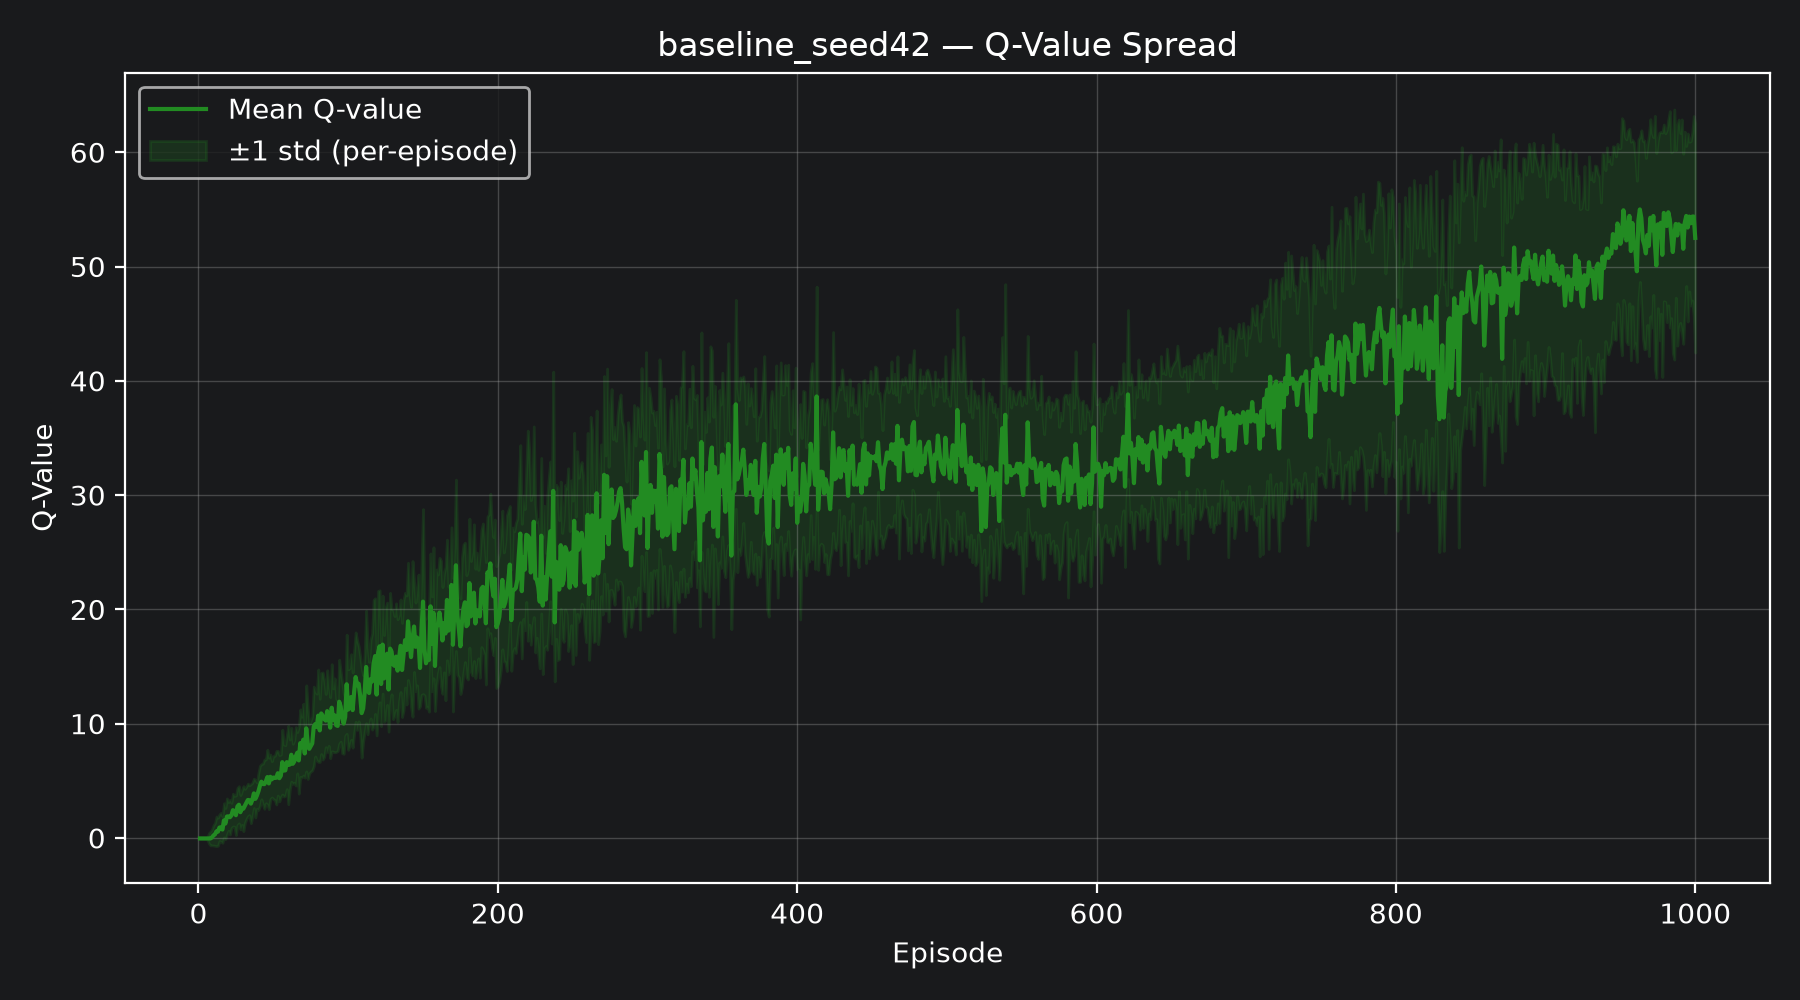 baseline_seed42 — Q-Value Spread
Mean Q-value
±1 std (per-episode)
60
50
40
30
20
10
0
Q-Value
0 200 400 600 800 1000
Episode